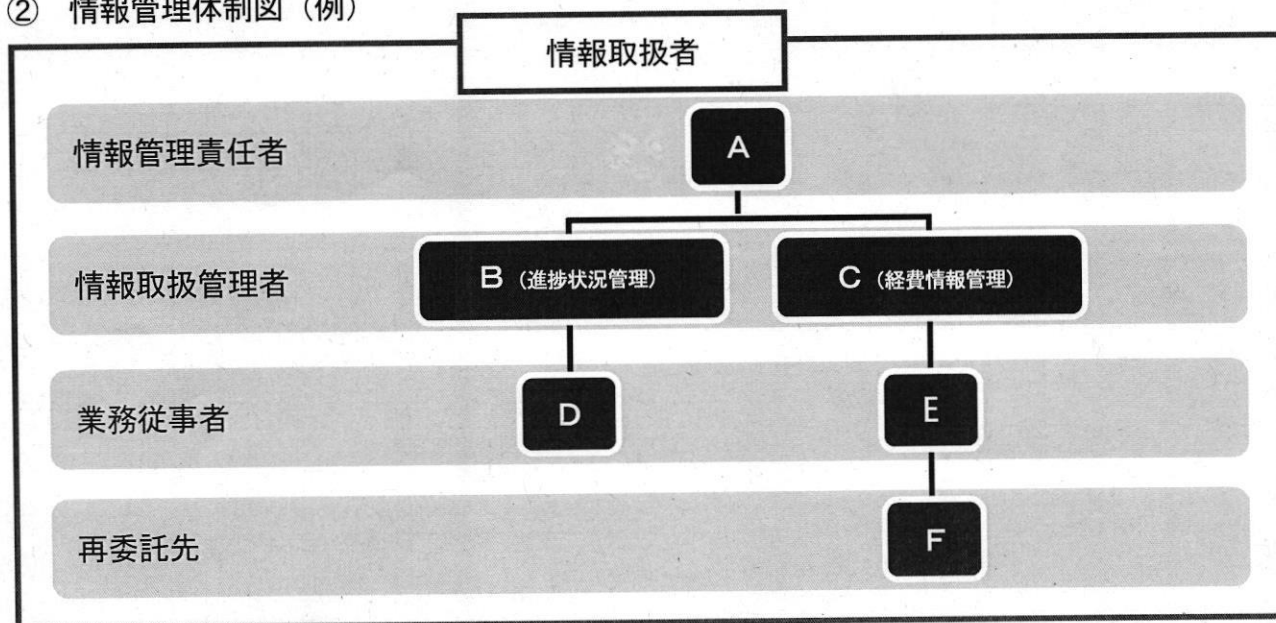 ② 情報管理体制図（例）
情報取扱者
情報管理責任者
A
情報取扱管理者
B（進捗状況管理）
C（経費情報管理）
業務従事者
D
E
再委託先
F